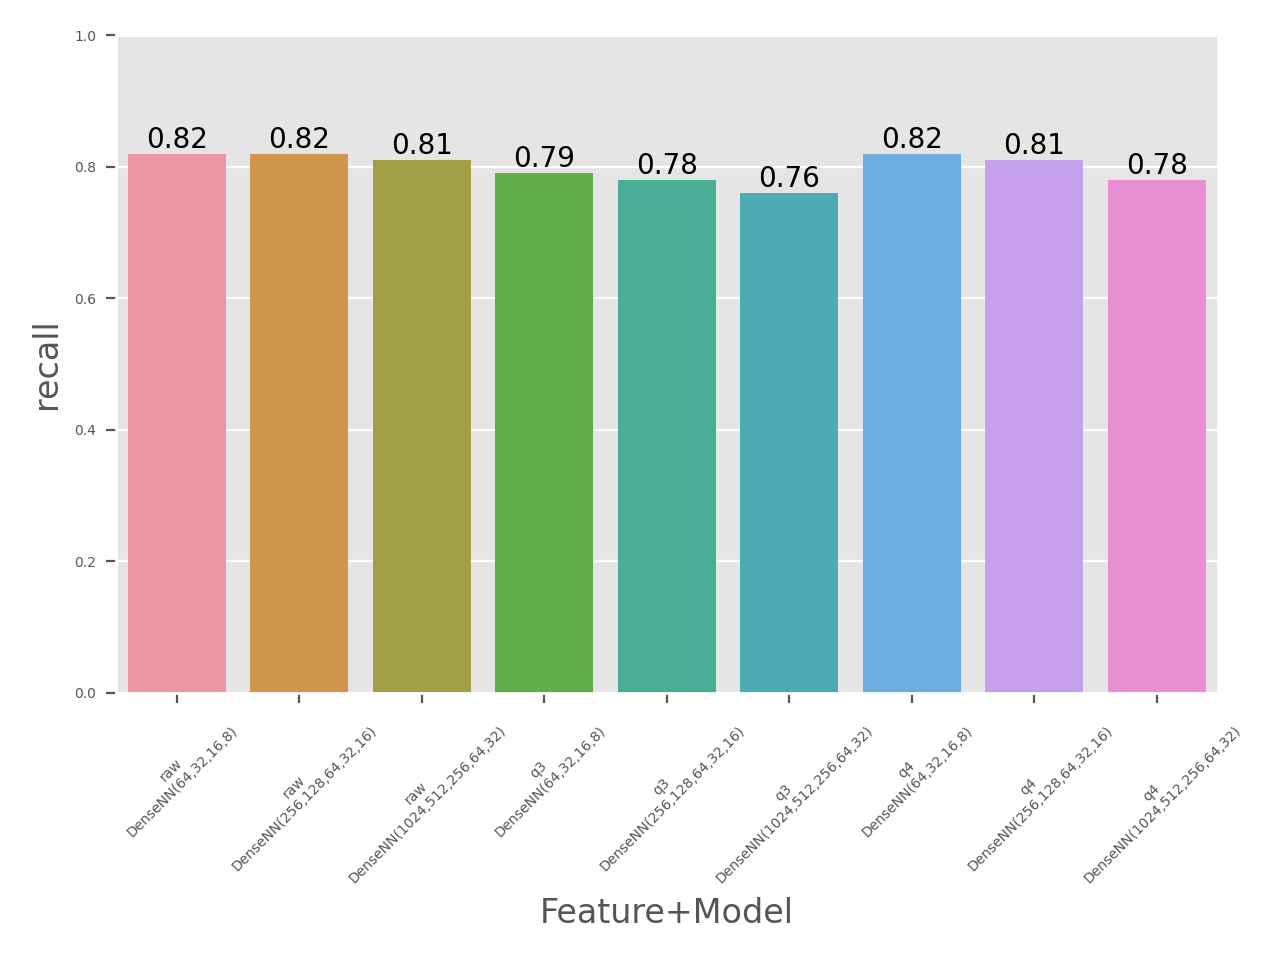 1.0
0.8
0.6
0.4
0.2
0.0
recall
0.82
0.82
0.81
0.79
0.78
0.76
0.82
0.81
0.78
raw
DenseNN(64,32,16,8)
raw
DenseNN(256,128,64,32,16)
raw
DenseNN(1024,512,256,64,32)
q3
DenseNN(64,32,16,8)
q3
DenseNN(256,128,64,32,16)
q3
DenseNN(1024,512,256,64,32)
q4
DenseNN(64,32,16,8)
q4
DenseNN(256,128,64,32,16)
q4
DenseNN(1024,512,256,64,32)
Feature+Model